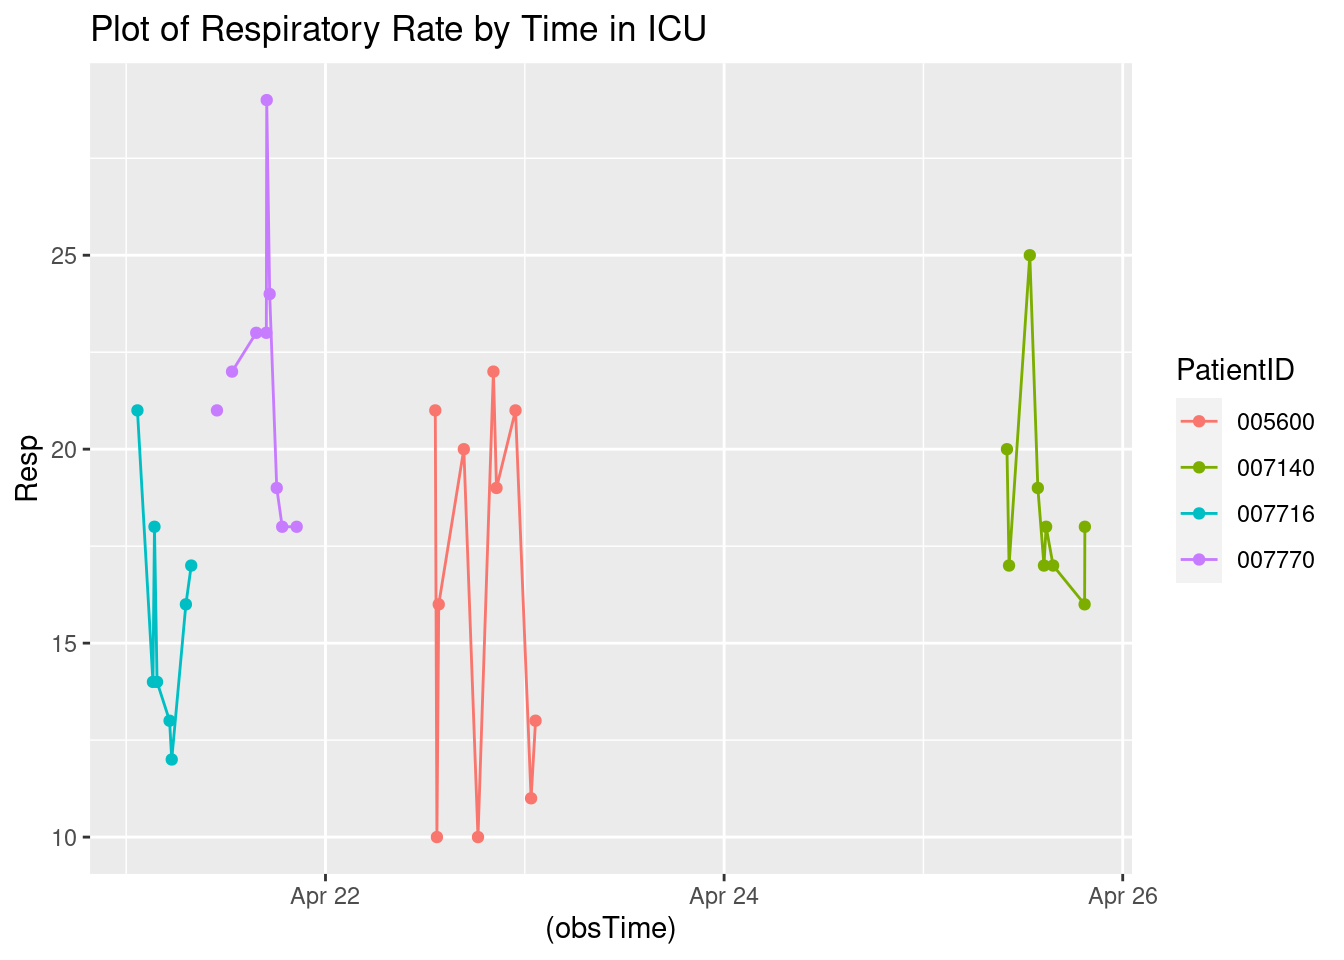 Plot of Respiratory Rate by Time in ICU
Resp
25
20
15
10
Apr 22
Apr 24
Apr 26
(obsTime)
PatientID
005600
007140
007716
007770